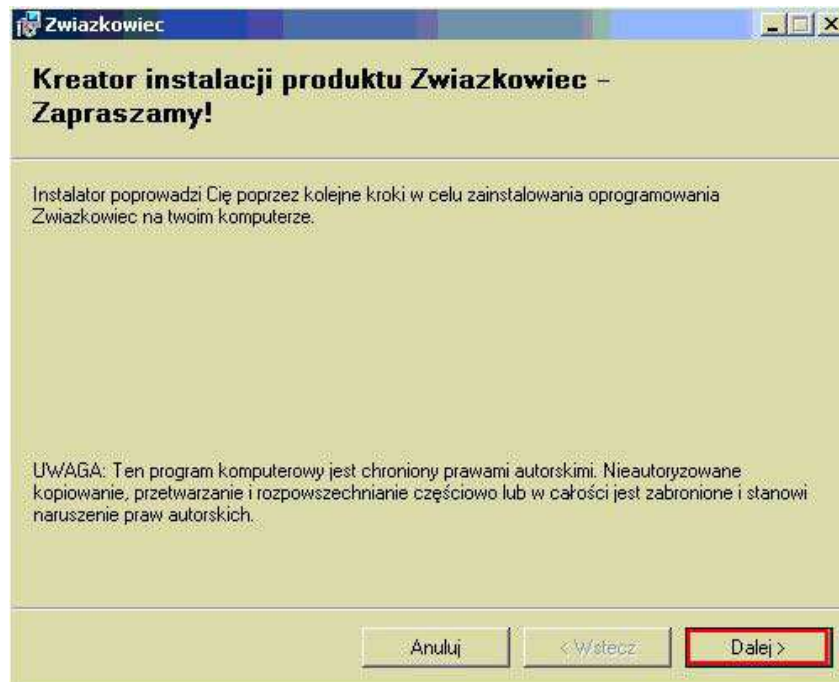 Zwiazkowiec
Kreator instalacji produktu Zwiazkowiec –
Zapraszamy!
Instalator poprowadzi Cię poprzez kolejne kroki w celu zainstalowania oprogramowania
Zwiazkowiec na twoim komputerze.
UWAGA: Ten program komputerowy jest chroniony prawami autorskimi. Nieautoryzowane
kopiowanie, przetwarzanie i rozpowszechnianie częściowo lub w całości jest zabronione i stanowi
naruszenie praw autorskich.
Anuluj < Wstecz Dalej >